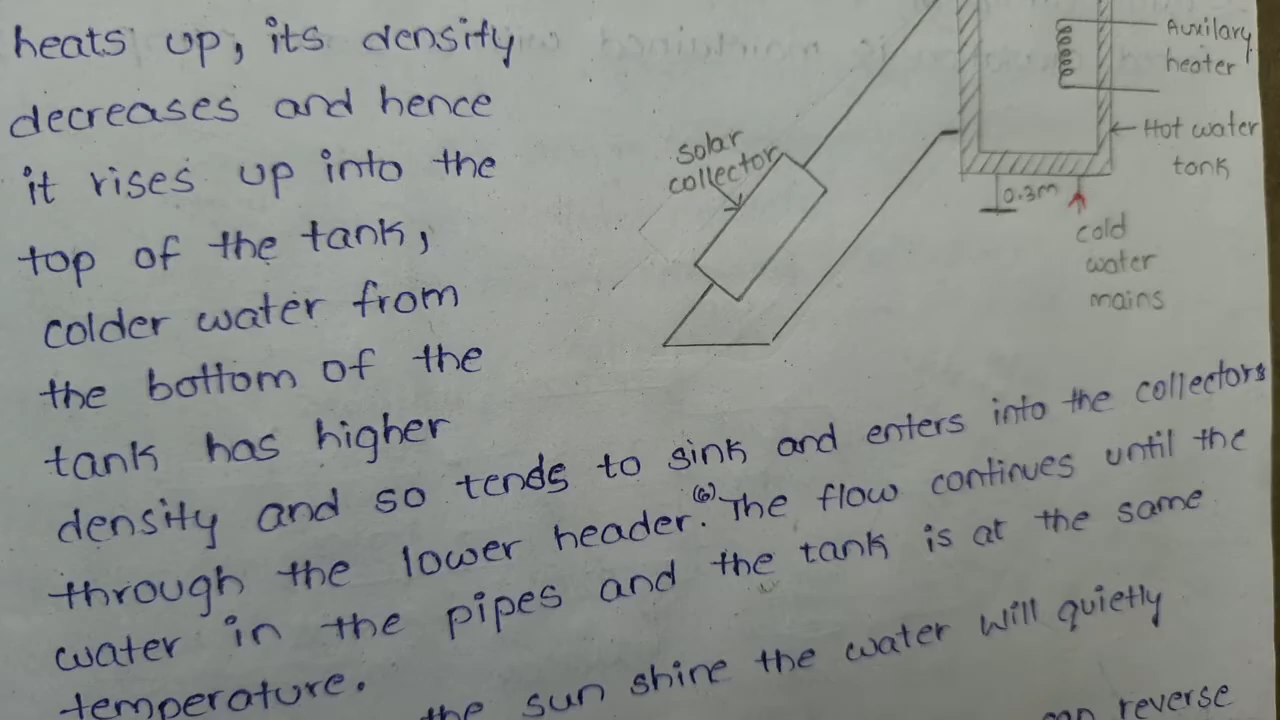 heats up, its density
decreases and hence
it rises up into the
top of the tank,
colder water from
the bottom of the
tank has higher
density and so tends to sink and enters into the collectors
through the lower header. (6) The flow continues until the
water in the pipes and the tank is at the same
temperature.
the sun shine the water will quietly
reverse
Auxilary
heater
Hot water
tank
solar
collector
0.3m
cold
water
mains